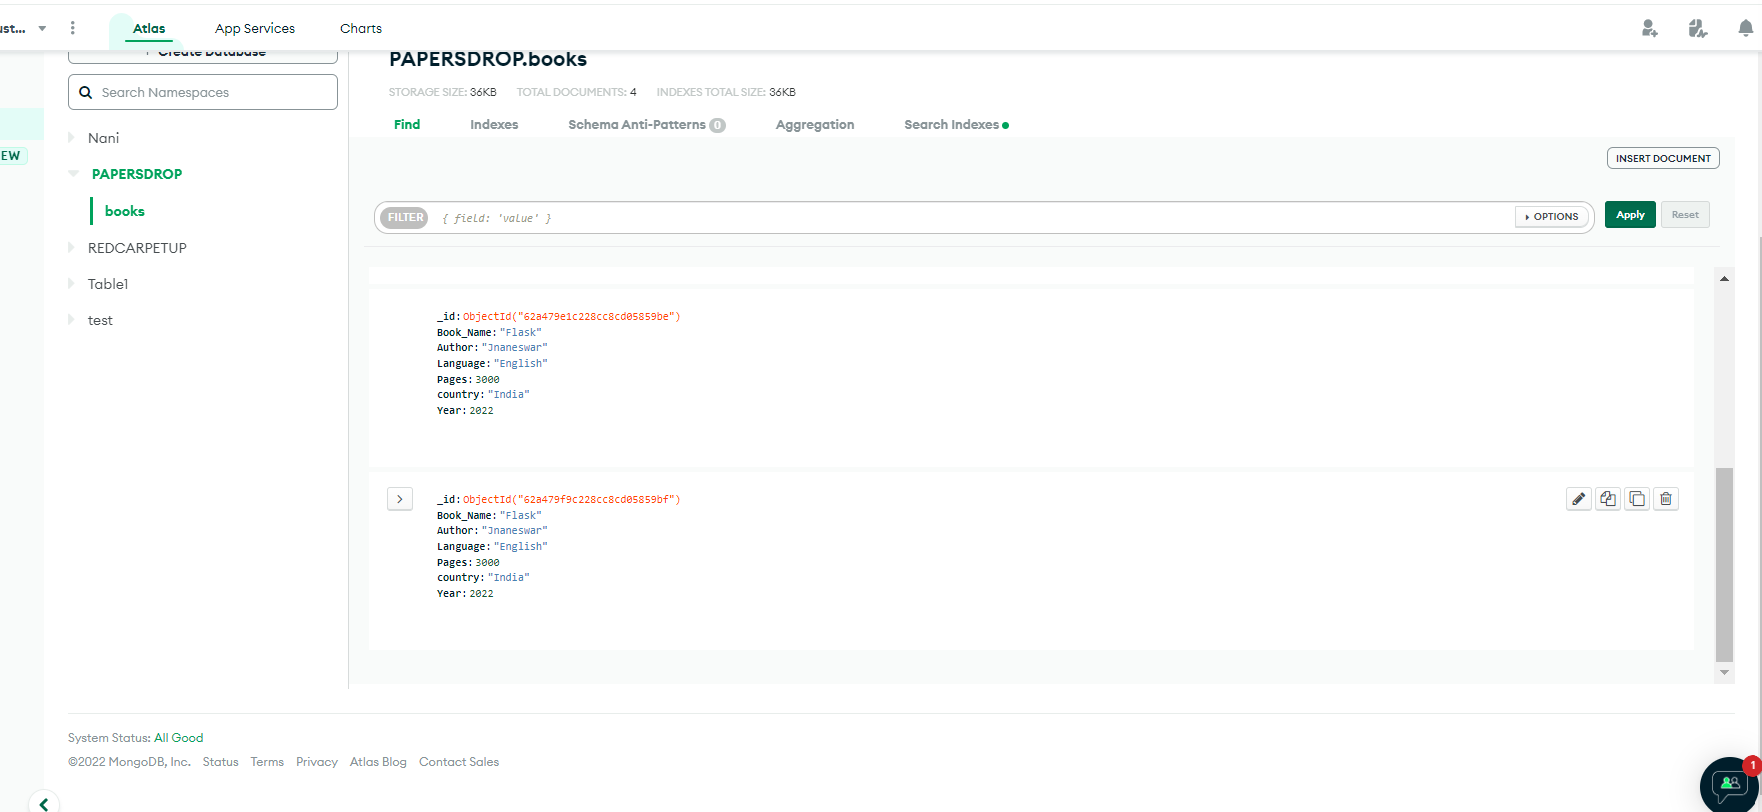 ust...
Atlas
App Services
Charts
Create Database
Search Namespaces
EW
Nani
PAPERSDROP
books
REDCARPETUP
Table1
test
PAPERSDROP.books
STORAGE SIZE: 36KB TOTAL DOCUMENTS: 4 INDEXES TOTAL SIZE: 36KB
Find Indexes Schema Anti-Patterns 0 Aggregation Search Indexes
INSERT DOCUMENT
FILTER { field: 'value' } OPTIONS Apply Reset
_id: ObjectId("62a479e1c228cc8cd05859be")
Book_Name: "Flask"
Author: "Jnaneswar"
Language: "English"
Pages: 3000
country: "India"
Year: 2022
_id: ObjectId("62a479f9c228cc8cd05859bf")
Book_Name: "Flask"
Author: "Jnaneswar"
Language: "English"
Pages: 3000
country: "India"
Year: 2022
System Status: All Good
©2022 MongoDB, Inc. Status Terms Privacy Atlas Blog Contact Sales
1